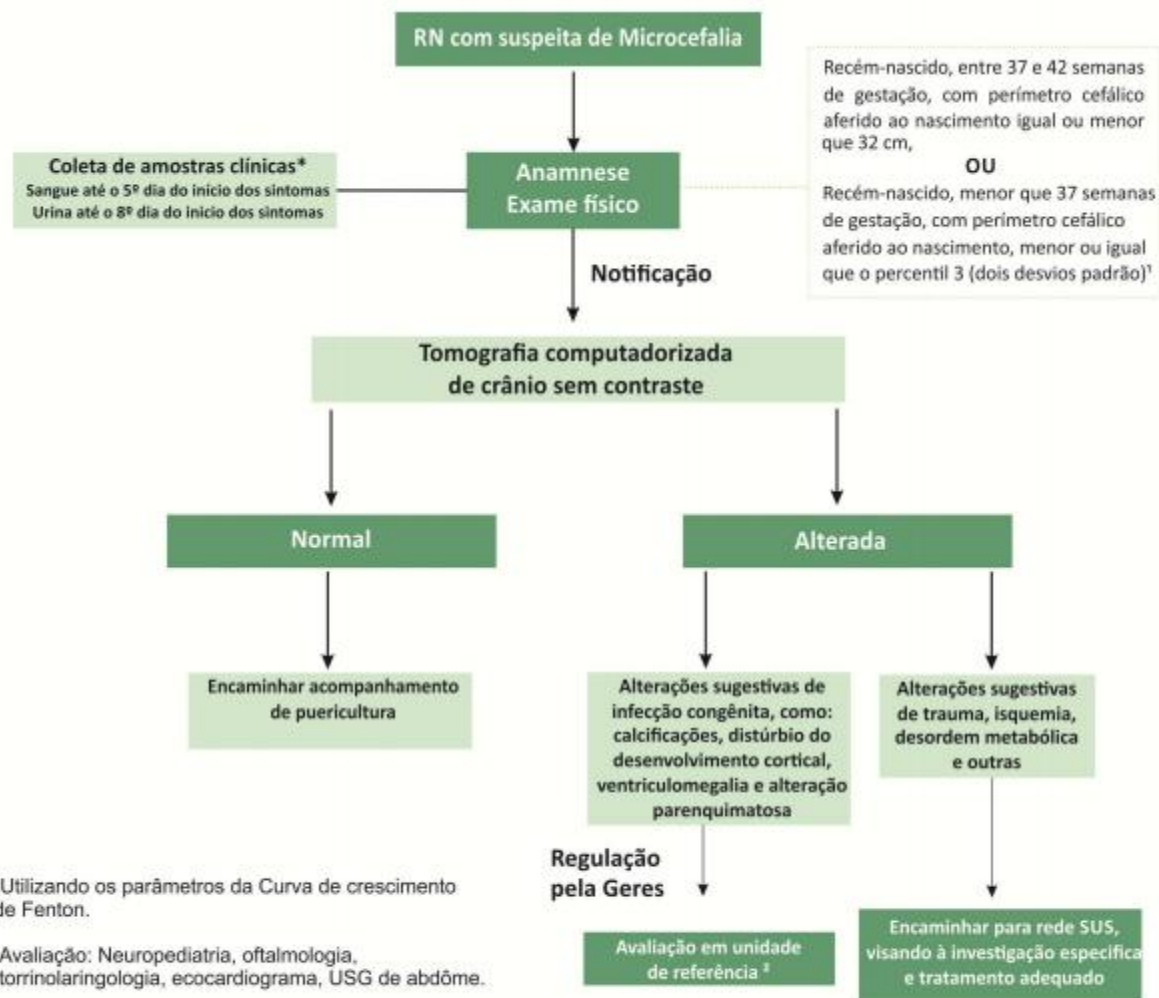 RN com suspeita de Microcefalia
Recém-nascido, entre 37 e 42 semanas
de gestação, com perímetro cefálico
aferido ao nascimento igual ou menor
que 32 cm,
OU
Recém-nascido, menor que 37 semanas
de gestação, com perímetro cefálico
aferido ao nascimento, menor ou igual
que o percentil 3 (dois desvios padrão)¹
Coleta de amostras clínicas*
Sangue até o 5º dia do inicio dos sintomas
Urina até o 8º dia do inicio dos sintomas
Anamnese
Exame físico
Notificação
Tomografia computadorizada
de crânio sem contraste
Normal
Alterada
Encaminhar acompanhamento
de puericultura
Alterações sugestivas de
infecção congênita, como:
calcificações, distúrbio do
desenvolvimento cortical,
ventriculomegalia e alteração
parenquimatosa
Alterações sugestivas
de trauma, isquemia,
desordem metabólica
e outras
Regulação
pela Geres
Avaliação em unidade
de referência ²
Encaminhar para rede SUS,
visando à investigação especifica
e tratamento adequado
Utilizando os parâmetros da Curva de crescimento
de Fenton.
Avaliação: Neuropediatria, oftalmologia,
torrinolaringologia, ecocardiograma, USG de abdôme.